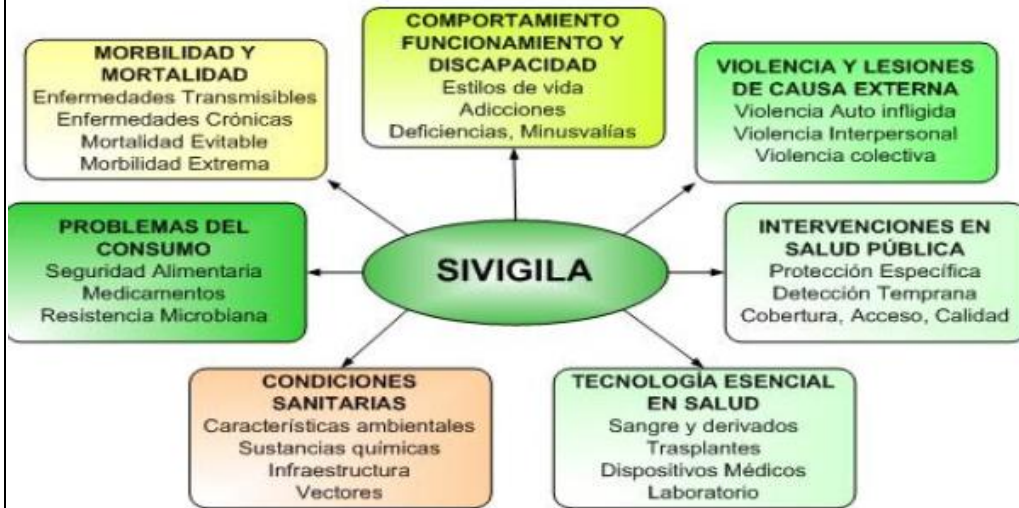 COMPORTAMIENTO
FUNCIONAMIENTO Y
DISCAPACIDAD
Estilos de vida
Adicciones
Deficiencias, Minusvalías
MORBILIDAD Y
MORTALIDAD
Enfermedades Transmisibles
Enfermedades Crónicas
Mortalidad Evitable
Morbilidad Extrema
VIOLENCIA Y LESIONES
DE CAUSA EXTERNA
Violencia Auto infligida
Violencia Interpersonal
Violencia colectiva
PROBLEMAS DEL
CONSUMO
Seguridad Alimentaria
Medicamentos
Resistencia Microbiana
SIVIGILA
INTERVENCIONES EN
SALUD PÚBLICA
Protección Específica
Detección Temprana
Cobertura, Acceso, Calidad
CONDICIONES
SANITARIAS
Características ambientales
Sustancias químicas
Infraestructura
Vectores
TECNOLOGÍA ESENCIAL
EN SALUD
Sangre y derivados
Trasplantes
Dispositivos Médicos
Laboratorio